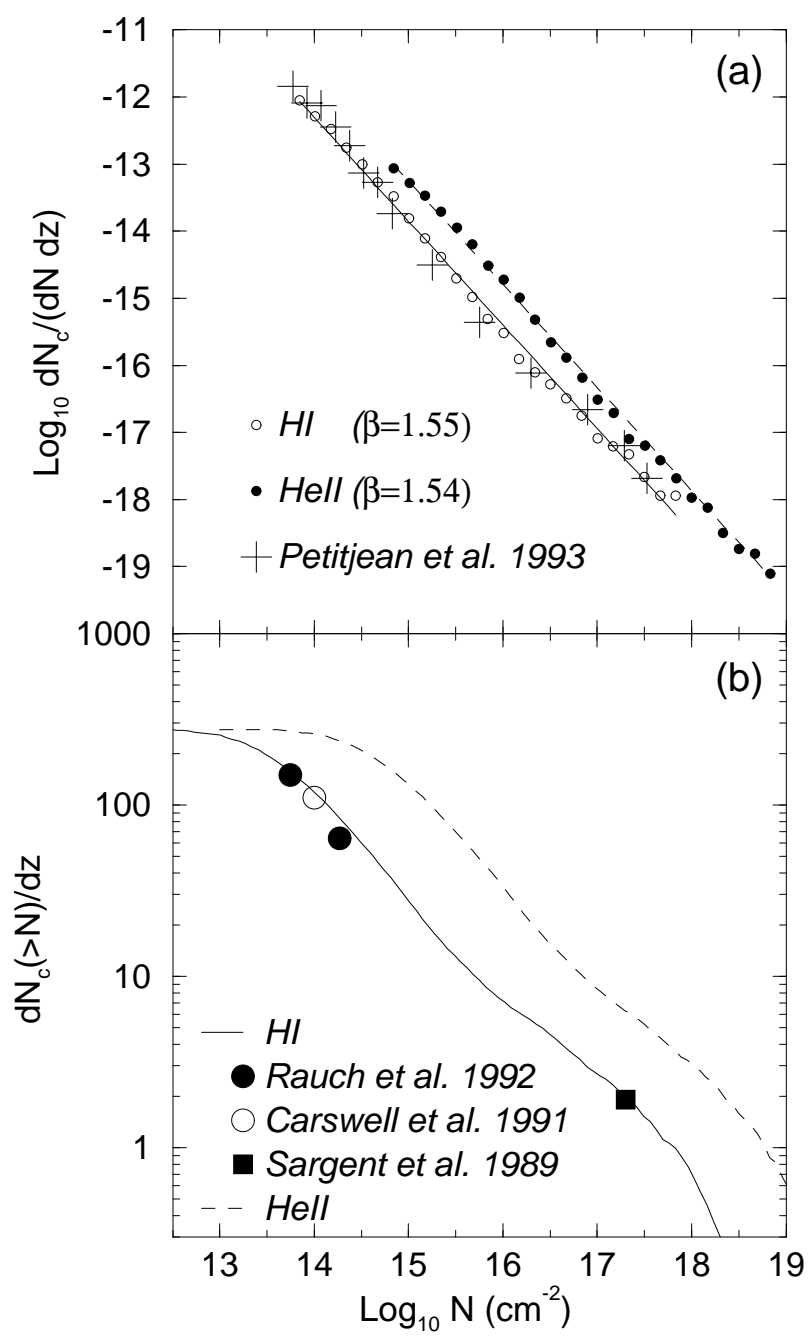 -11
-12
-13
-14
-15
-16
-17
-18
-19
Log₁₀ dN_c/(dN dz)
(a)
HI (β=1.55)
HeII (β=1.54)
Petitjean et al. 1993
1000
100
10
1
dN_c(>N)/dz
(b)
HI
Rauch et al. 1992
Carswell et al. 1991
Sargent et al. 1989
HeII
13 14 15 16 17 18 19
Log₁₀ N (cm⁻²)